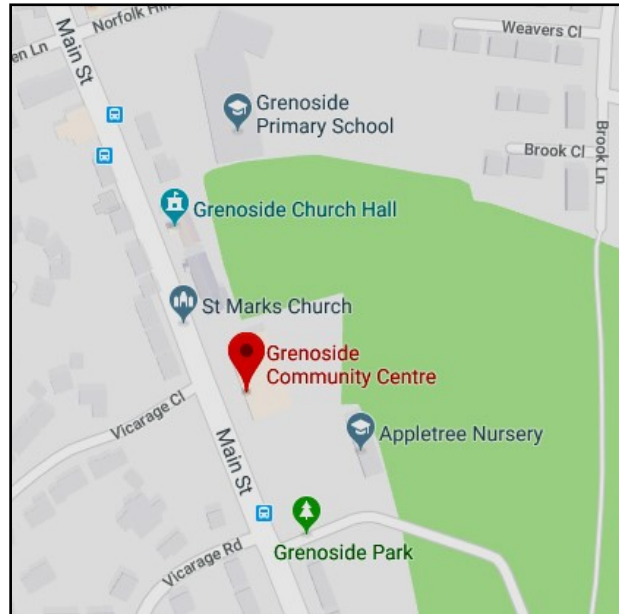 Norfolk Hill
en Ln
Main St
Weavers Cl
Grenoside
Primary School
Brook Cl
Brook Ln
Grenoside Church Hall
St Marks Church
Grenoside
Community Centre
Vicarage Cl
Main St
Appletree Nursery
Vicarage Rd
Grenoside Park